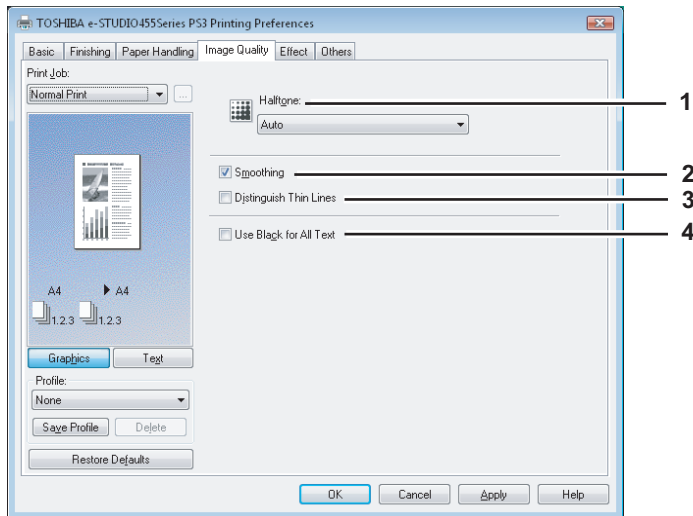 TOSHIBA e-STUDIO455Series PS3 Printing Preferences
Basic Finishing Paper Handling Image Quality Effect Others
Print Job:
Normal Print ...
Halftone: 1
Auto
Smoothing 2
Distinguish Thin Lines 3
Use Black for All Text 4
A4 A4
1.2.3 1.2.3
Graphics Text
Profile:
None
Save Profile Delete
Restore Defaults
OK Cancel Apply Help